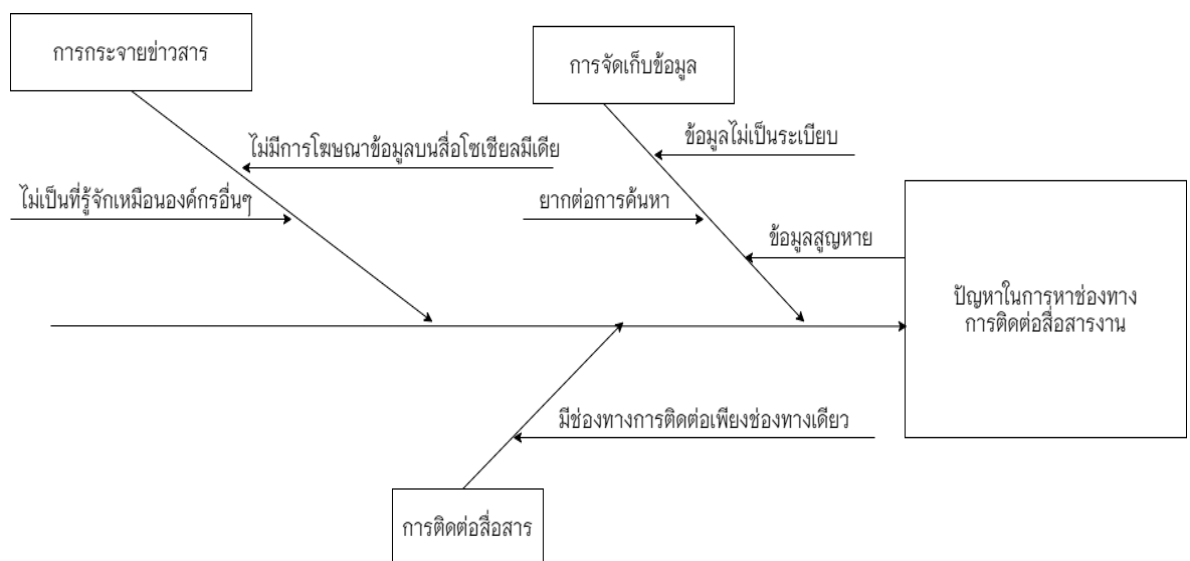 การกระจายข่าวสาร
การจัดเก็บข้อมูล
ไม่มีการโฆษณาข้อมูลบนสื่อโซเชียลมีเดีย
ข้อมูลไม่เป็นระเบียบ
ไม่เป็นที่รู้จักเหมือนองค์กรอื่นๆ
ยากต่อการค้นหา
ข้อมูลสูญหาย
ปัญหาในการหาช่องทาง
การติดต่อสื่อสารงาน
มีช่องทางการติดต่อเพียงช่องทางเดียว
การติดต่อสื่อสาร